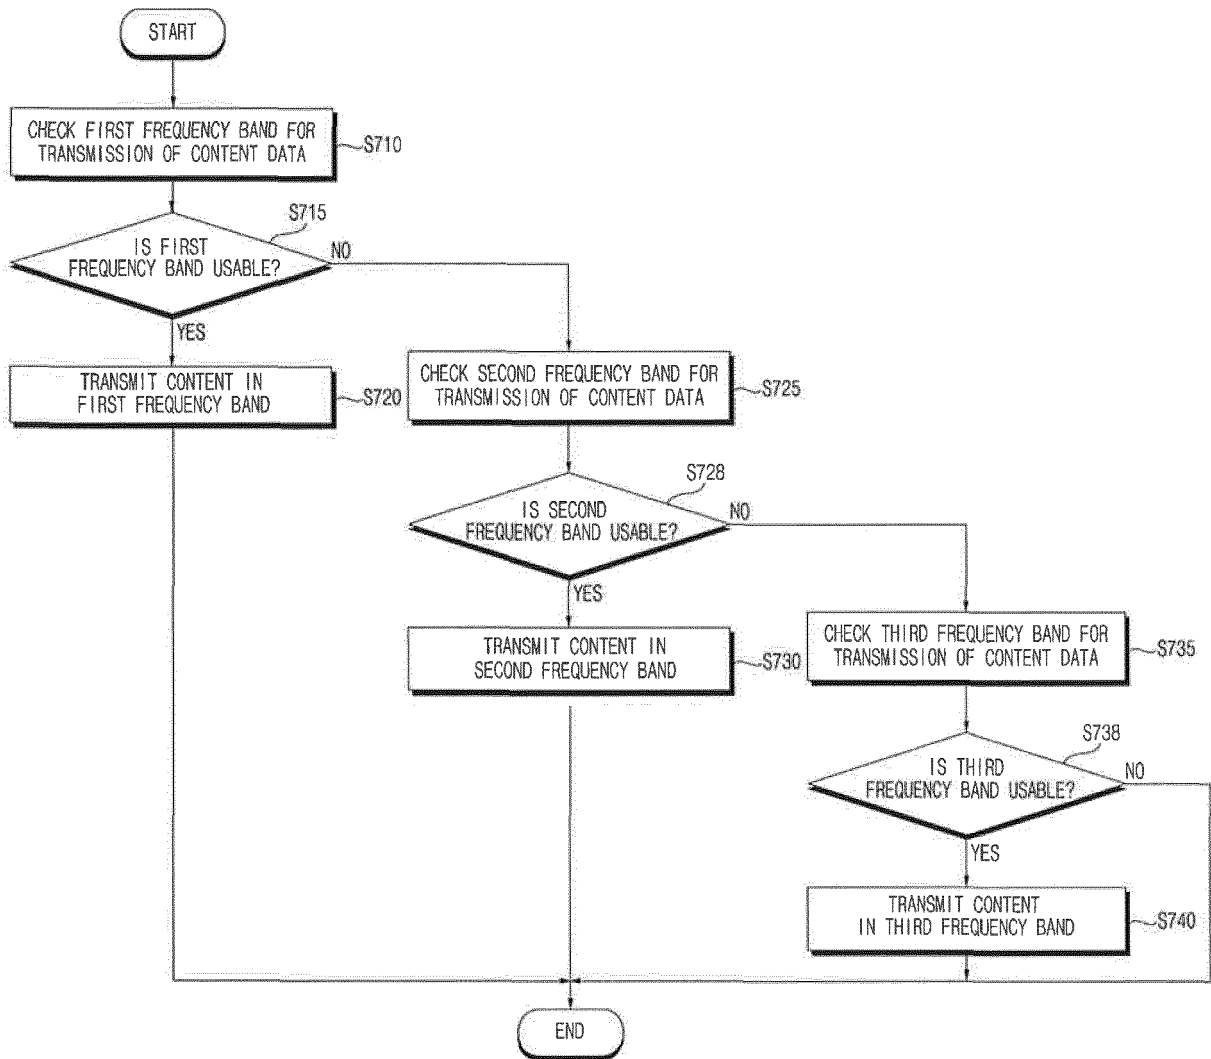 START
CHECK FIRST FREQUENCY BAND FOR
TRANSMISSION OF CONTENT DATA
S710
S715
IS FIRST
FREQUENCY BAND USABLE?
NO
YES
TRANSMIT CONTENT IN
FIRST FREQUENCY BAND
S720
CHECK SECOND FREQUENCY BAND FOR
TRANSMISSION OF CONTENT DATA
S725
S728
IS SECOND
FREQUENCY BAND USABLE?
NO
YES
TRANSMIT CONTENT IN
SECOND FREQUENCY BAND
S730
CHECK THIRD FREQUENCY BAND FOR
TRANSMISSION OF CONTENT DATA
S735
S738
IS THIRD
FREQUENCY BAND USABLE?
NO
YES
TRANSMIT CONTENT
IN THIRD FREQUENCY BAND
S740
END